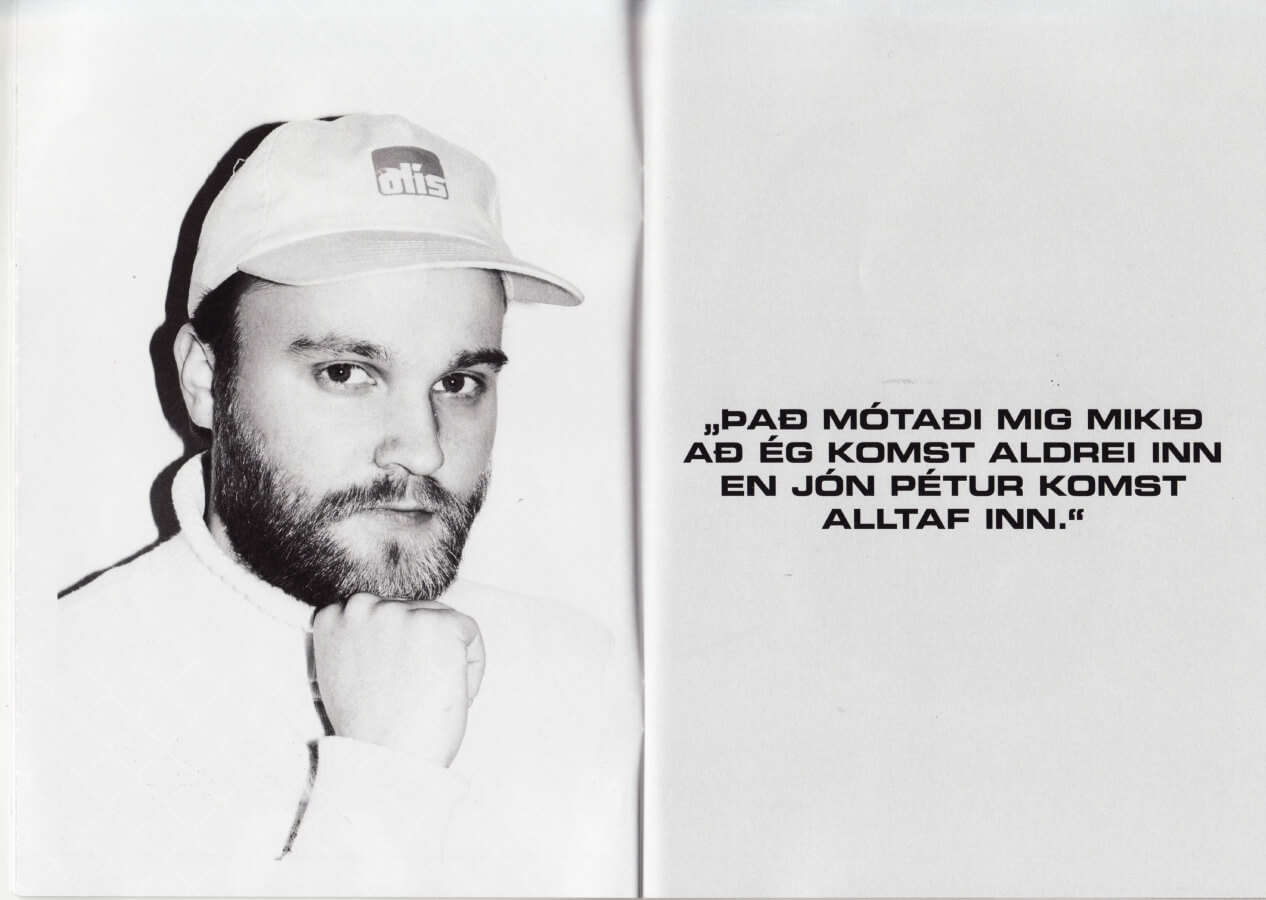 olís
„ÞAÐ MÓTAÐI MIG MIKIÐ
AÐ ÉG KOMST ALDREI INN
EN JÓN PÉTUR KOMST
ALLTAF INN.“